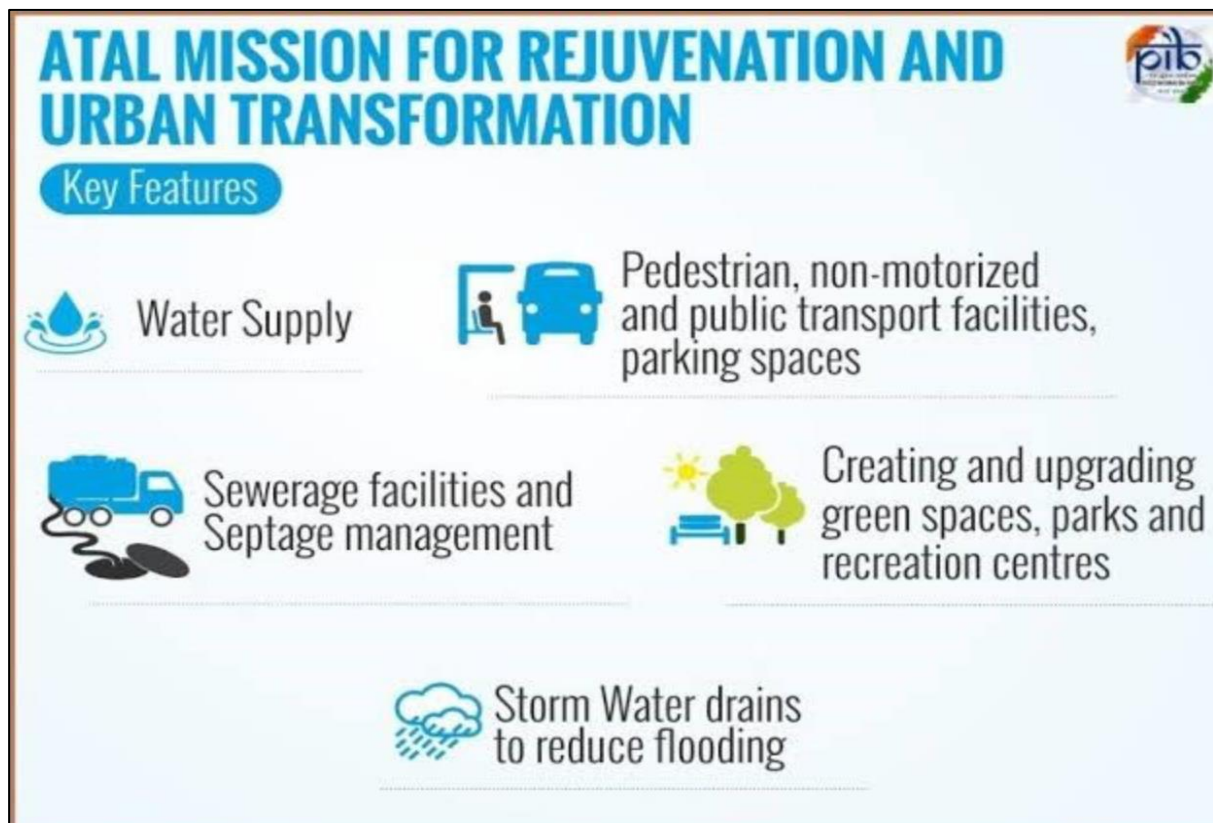 ATAL MISSION FOR REJUVENATION AND
URBAN TRANSFORMATION
pib
Key Features
Water Supply
Pedestrian, non-motorized
and public transport facilities,
parking spaces
Sewerage facilities and
Septage management
Creating and upgrading
green spaces, parks and
recreation centres
Storm Water drains
to reduce flooding